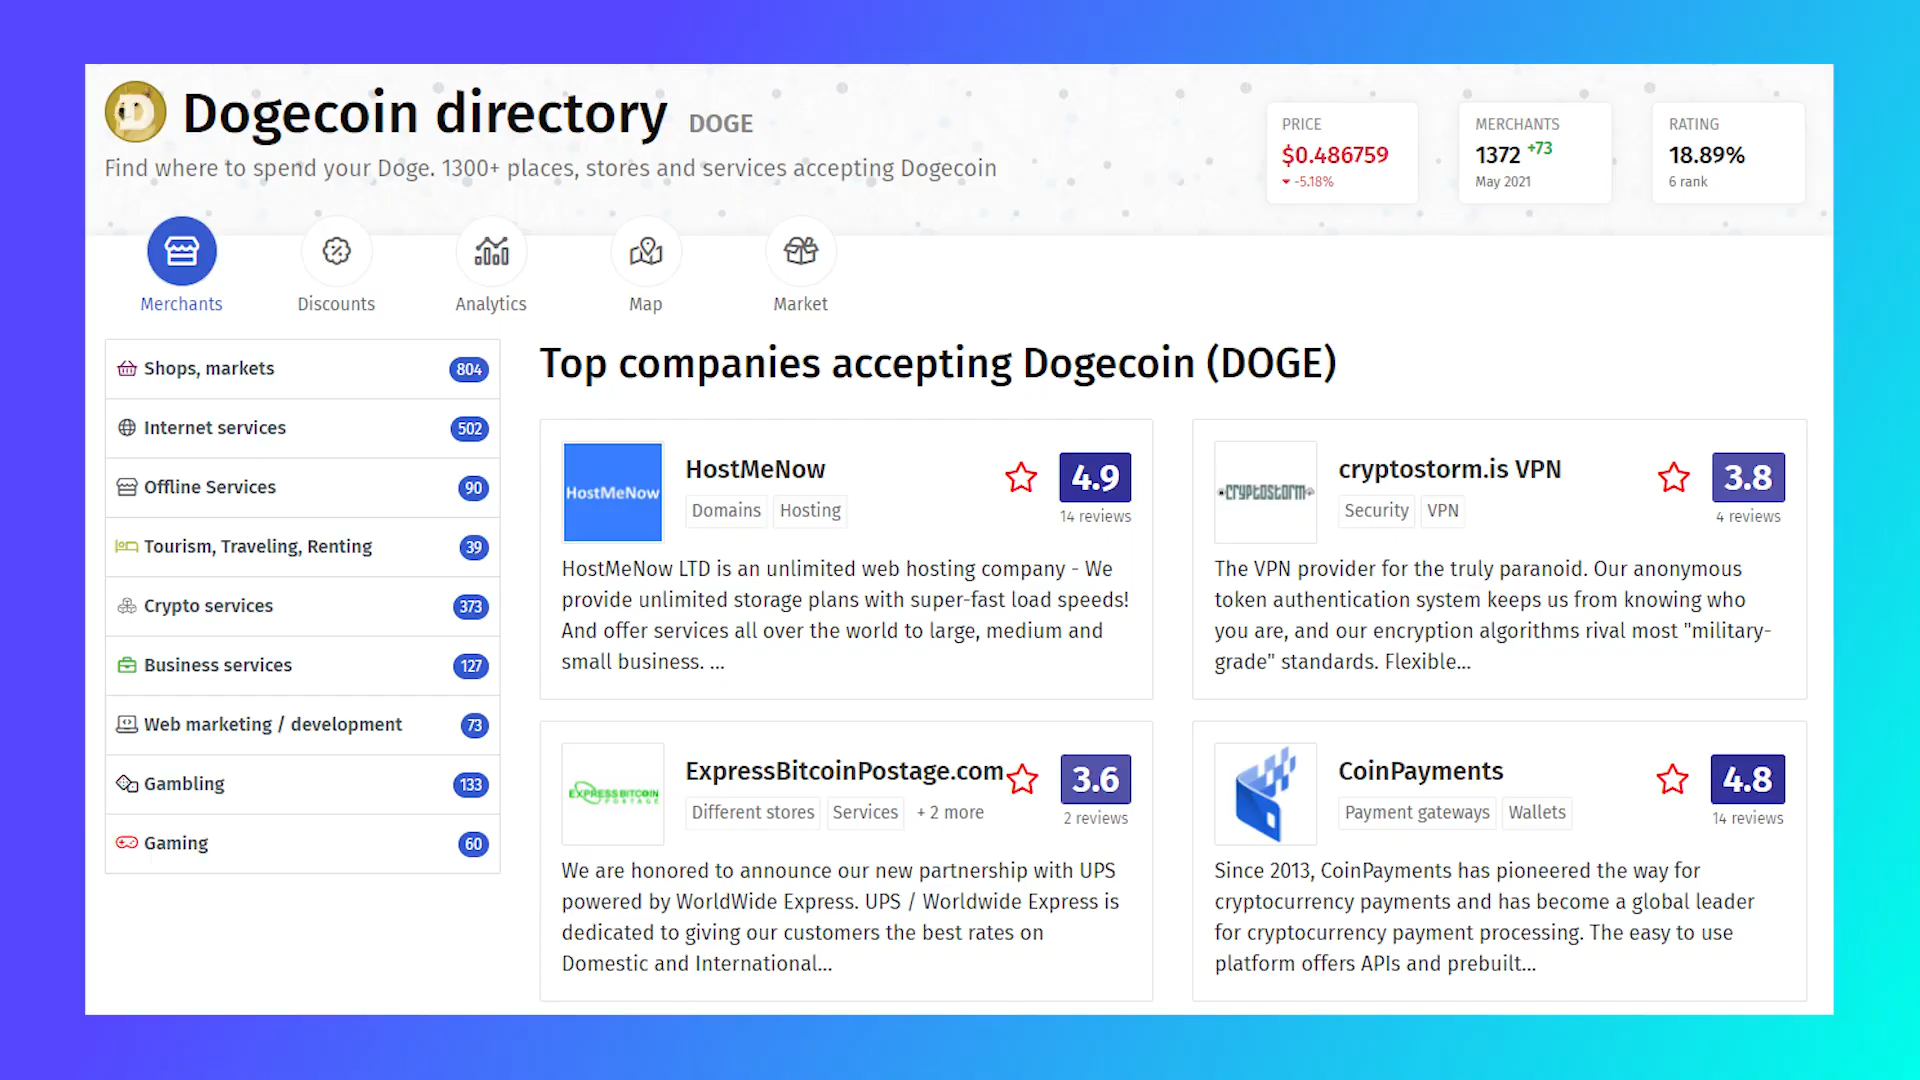 Dogecoin directory DOGE
Find where to spend your Doge. 1300+ places, stores and services accepting Dogecoin
PRICE
$0.486759
-5.18%
MERCHANTS
1372 +73
May 2021
RATING
18.89%
6 rank
Merchants
Discounts
Analytics
Map
Market
Shops, markets 804
Internet services 502
Offline Services 90
Tourism, Traveling, Renting 39
Crypto services 373
Business services 127
Web marketing / development 73
Gambling 133
Gaming 60
Top companies accepting Dogecoin (DOGE)
HostMeNow
HostMeNow
Domains Hosting
4.9
14 reviews
HostMeNow LTD is an unlimited web hosting company - We
provide unlimited storage plans with super-fast load speeds!
And offer services all over the world to large, medium and
small business. ...
CRYPTOSTORM
cryptostorm.is VPN
Security VPN
3.8
4 reviews
The VPN provider for the truly paranoid. Our anonymous
token authentication system keeps us from knowing who
you are, and our encryption algorithms rival most "military-
grade" standards. Flexible...
EXPRESS BITCOIN
POSTAGE
ExpressBitcoinPostage.com
Different stores Services + 2 more
3.6
2 reviews
We are honored to announce our new partnership with UPS
powered by WorldWide Express. UPS / Worldwide Express is
dedicated to giving our customers the best rates on
Domestic and International...
CoinPayments
Payment gateways Wallets
4.8
14 reviews
Since 2013, CoinPayments has pioneered the way for
cryptocurrency payments and has become a global leader
for cryptocurrency payment processing. The easy to use
platform offers APIs and prebuilt...